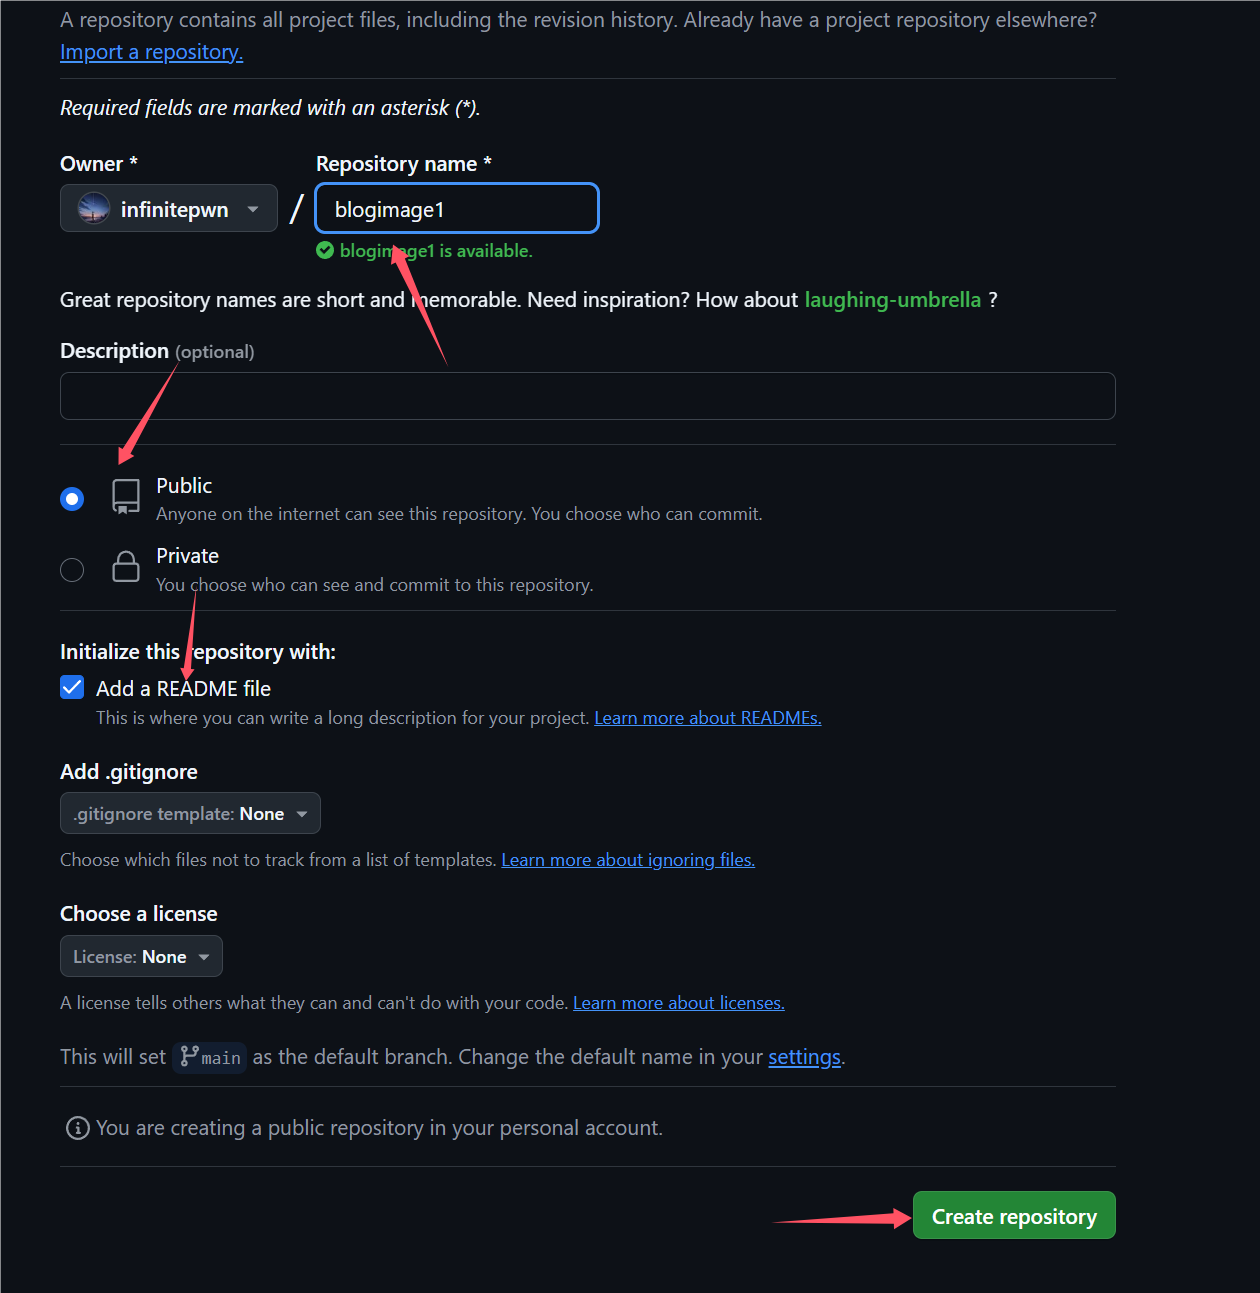 A repository contains all project files, including the revision history. Already have a project repository elsewhere?
Import a repository.
Required fields are marked with an asterisk (*).
Owner *
Repository name *
infinitepwn
/
blogimage1
blogimage1 is available.
Great repository names are short and memorable. Need inspiration? How about laughing-umbrella ?
Description (optional)
Public
Anyone on the internet can see this repository. You choose who can commit.
Private
You choose who can see and commit to this repository.
Initialize this repository with:
Add a README file
This is where you can write a long description for your project. Learn more about READMEs.
Add .gitignore
.gitignore template: None
Choose which files not to track from a list of templates. Learn more about ignoring files.
Choose a license
License: None
A license tells others what they can and can't do with your code. Learn more about licenses.
This will set main as the default branch. Change the default name in your settings.
You are creating a public repository in your personal account.
Create repository